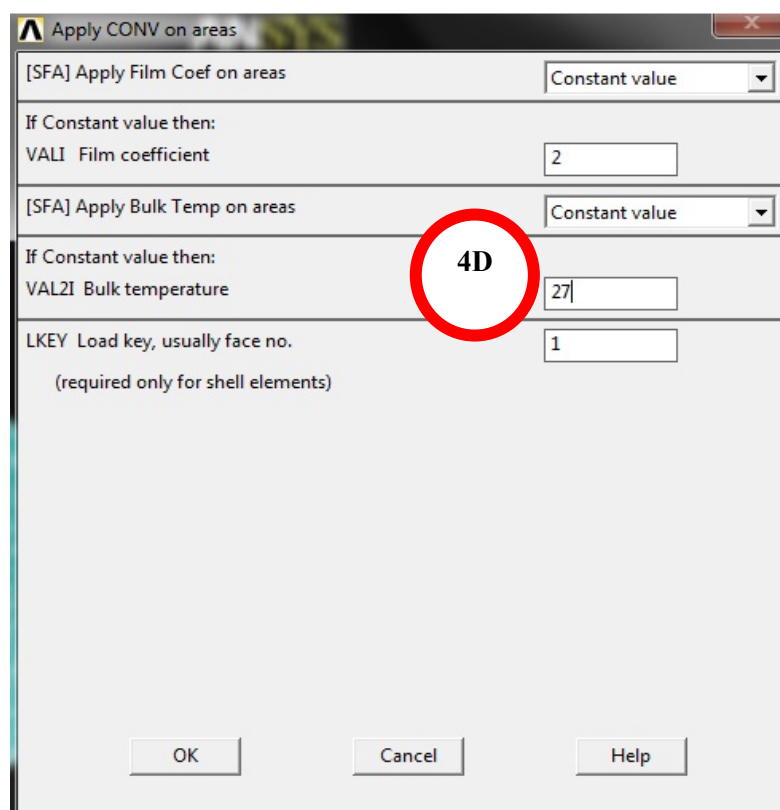 Apply CONV on areas
[SFA] Apply Film Coef on areas
Constant value
If Constant value then:
VALI Film coefficient
2
[SFA] Apply Bulk Temp on areas
Constant value
If Constant value then:
4D
VAL2I Bulk temperature
27
LKEY Load key, usually face no.
1
(required only for shell elements)
OK Cancel Help